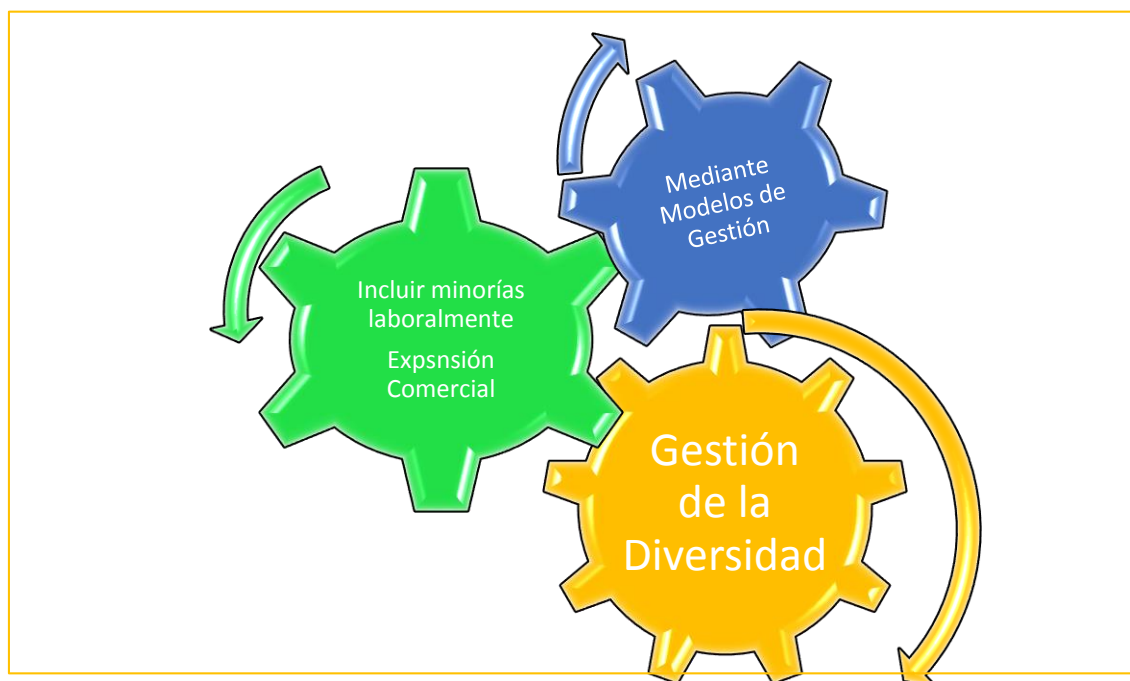 Mediante
Modelos de
Gestión
Incluir minorías
laboralmente
Expsnsión
Comercial
Gestión
de la
Diversidad